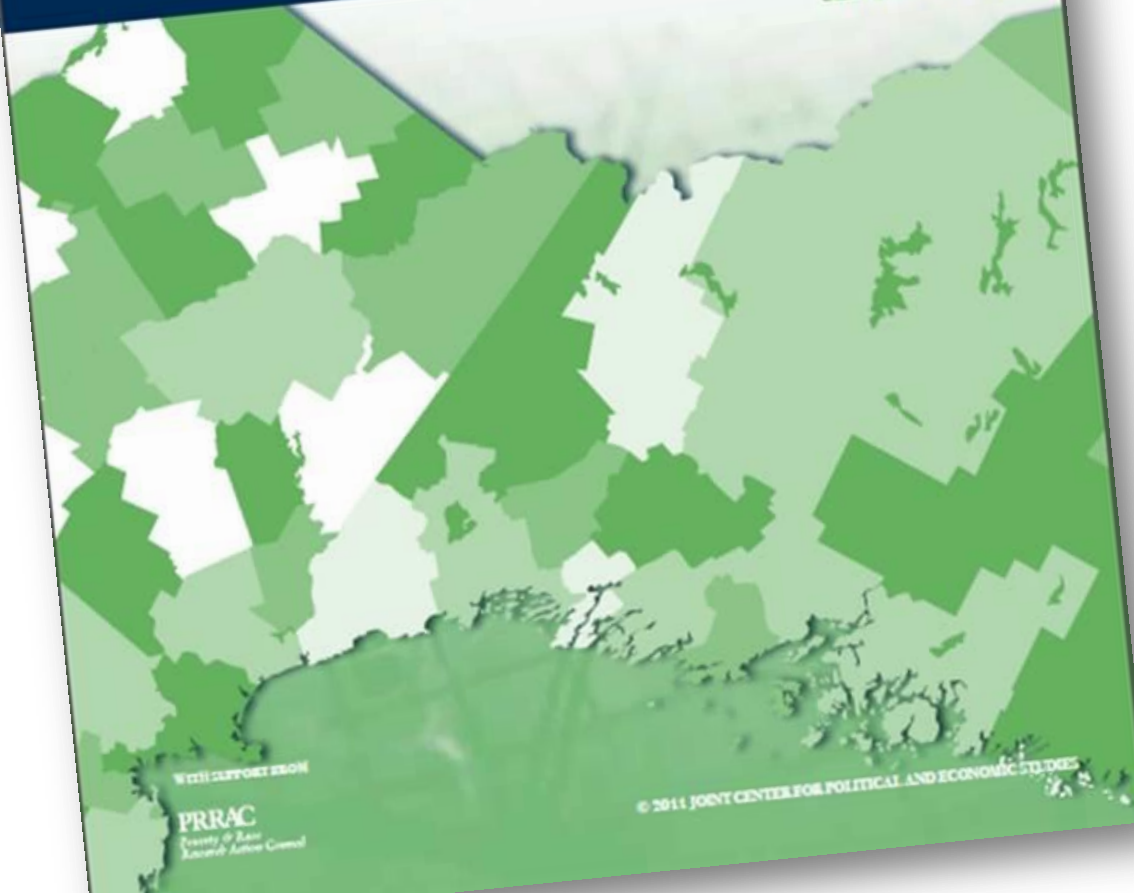 WITH SUPPORT FROM
PRRAC
Poverty & Race
Research Action Council
© 2011 JOINT CENTER FOR POLITICAL AND ECONOMIC STUDIES